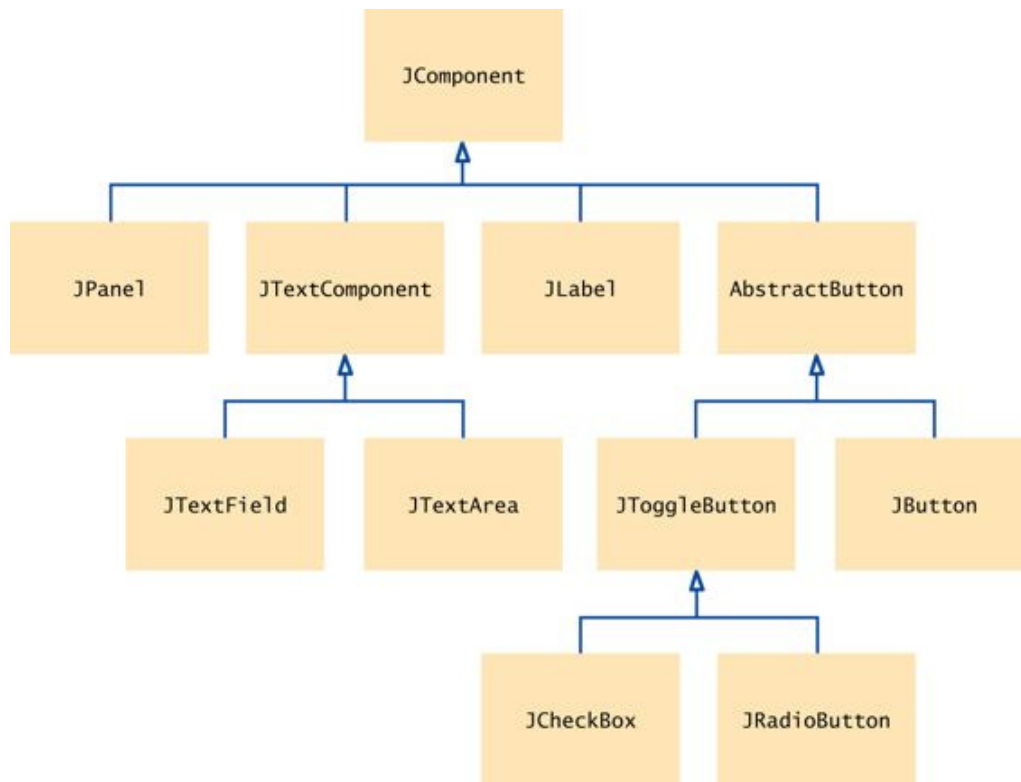 JComponent
JPanel
JTextComponent
JLabel
AbstractButton
JTextField
JTextArea
JToggleButton
JButton
JCheckBox
JRadioButton